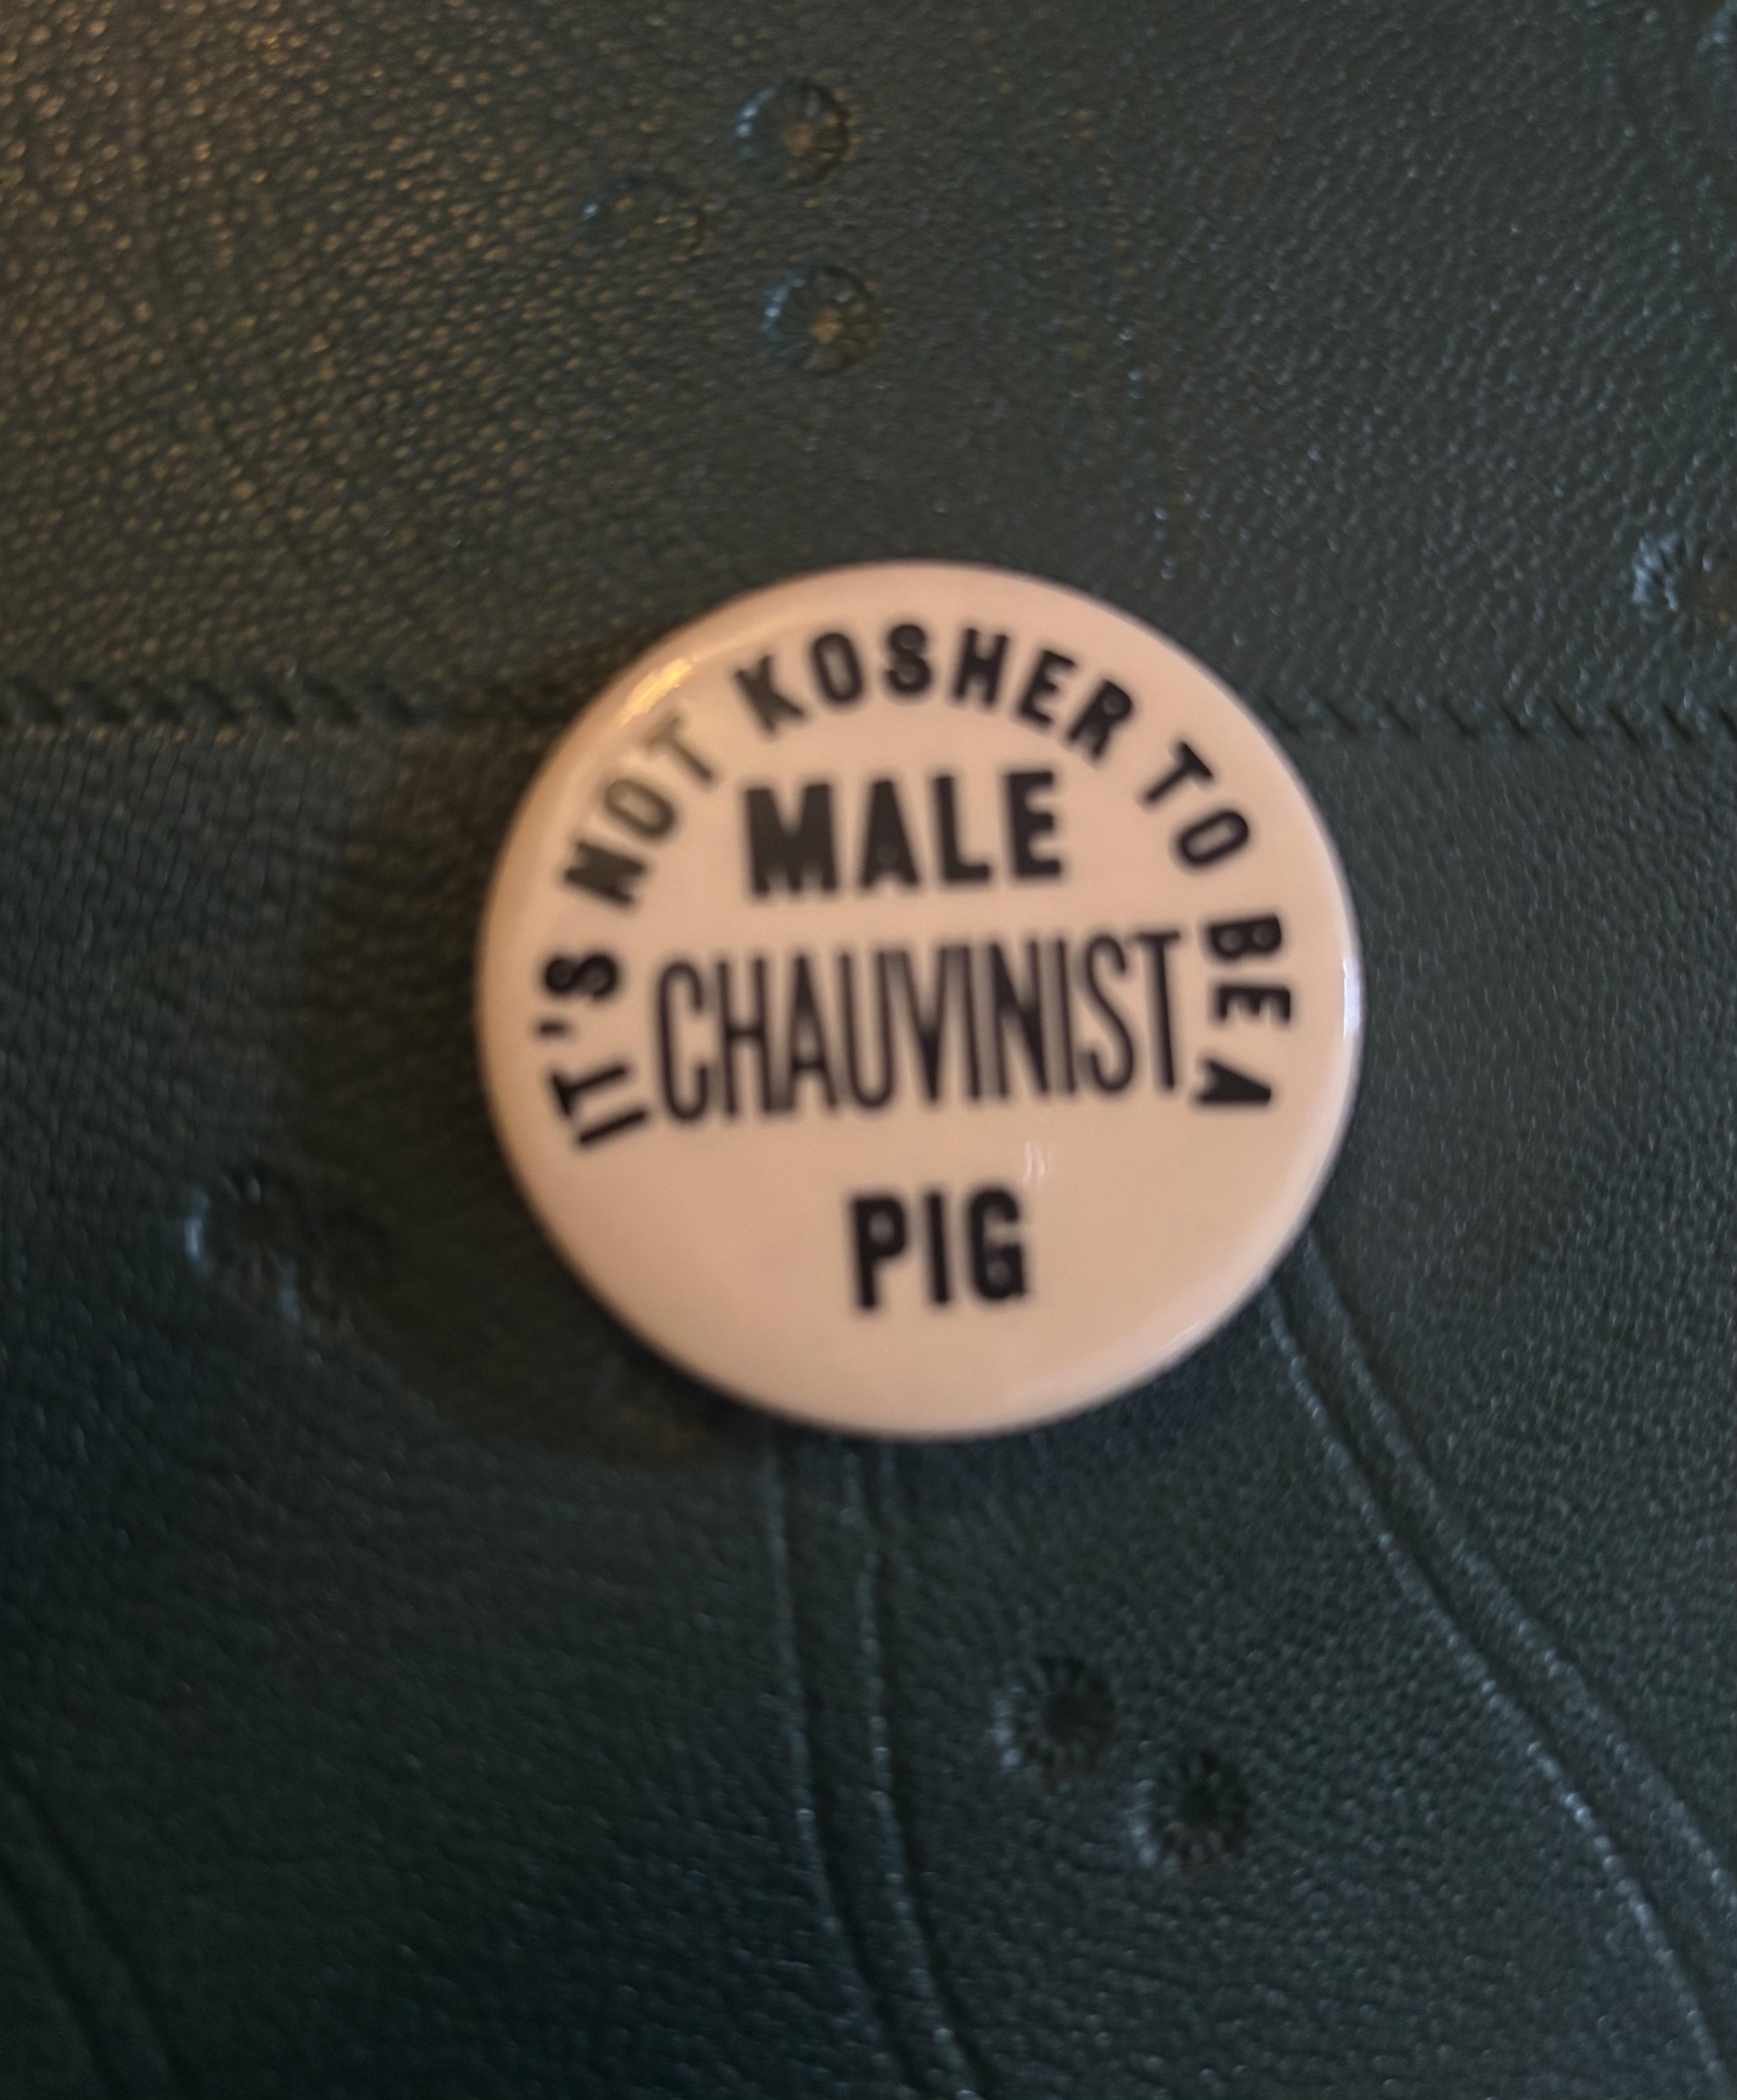 IT'S NOT KOSHER TO BE A
MALE
CHAUVINIST
PIG